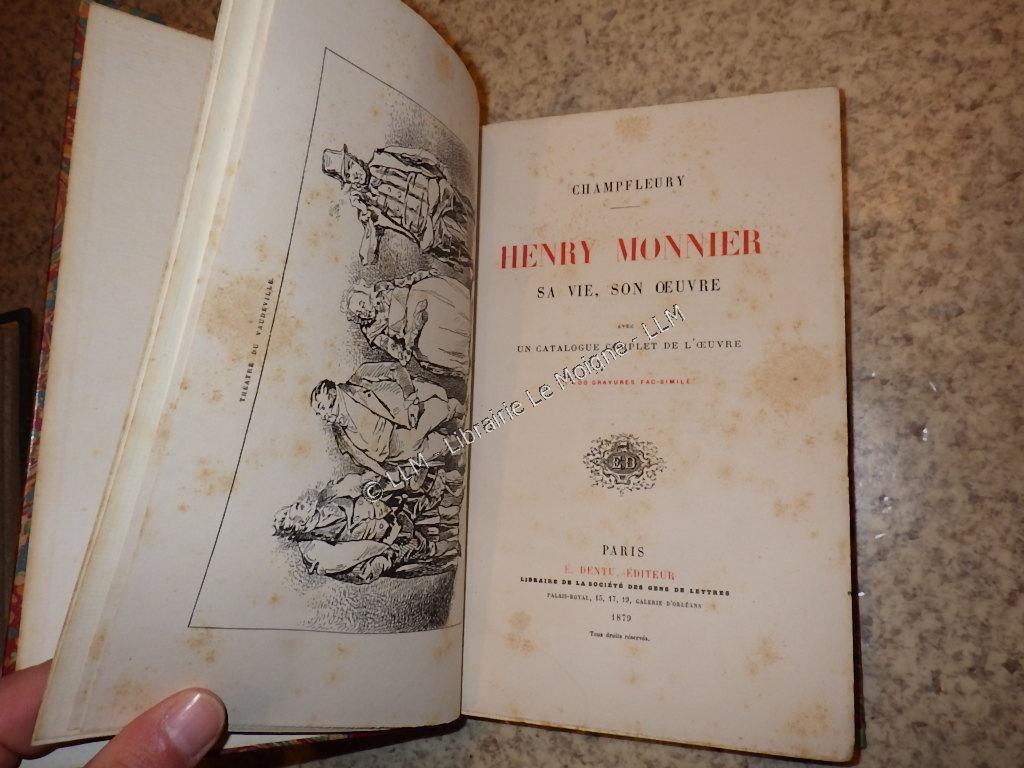 THÉATRE DU VAUDEVILLE.
CHAMPFLEURY
HENRY MONNIER
SA VIE, SON ŒUVRE
AVEC
UN CATALOGUE COMPLET DE L'ŒUVRE
GRAVURES FAC-SIMILE
ED
PARIS
E. DENTU, ÉDITEUR
LIBRAIRE DE LA SOCIÉTÉ DES GENS DE LETTRES
PALAIS-ROYAL, 15, 17, 19, GALERIE D'ORLÉANS
1879
Tous droits réservés.
© LLM - Librairie Le Moigne - LLM